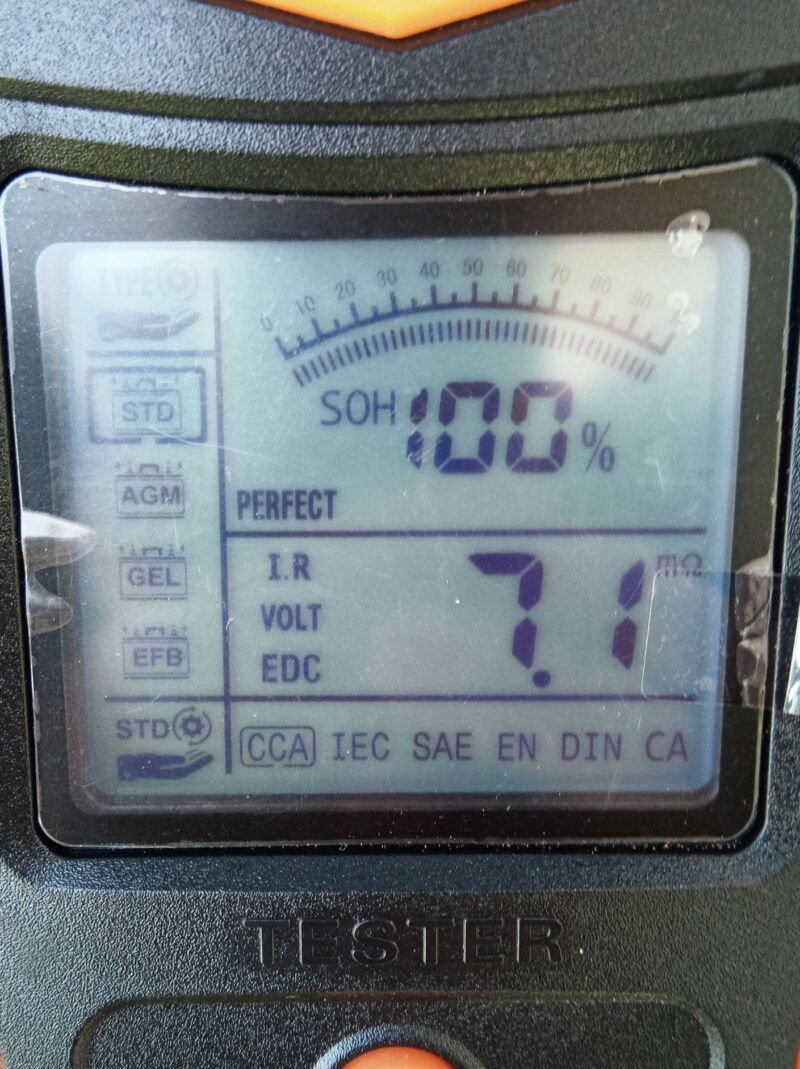 TYPE
0 10 20 30 40 50 60 70 80 90
STD
SOH 100 %
AGM
PERFECT
GEL
I.R 7.1 mΩ
VOLT
EFB
EDC
STD
CCA IEC SAE EN DIN CA
TESTER